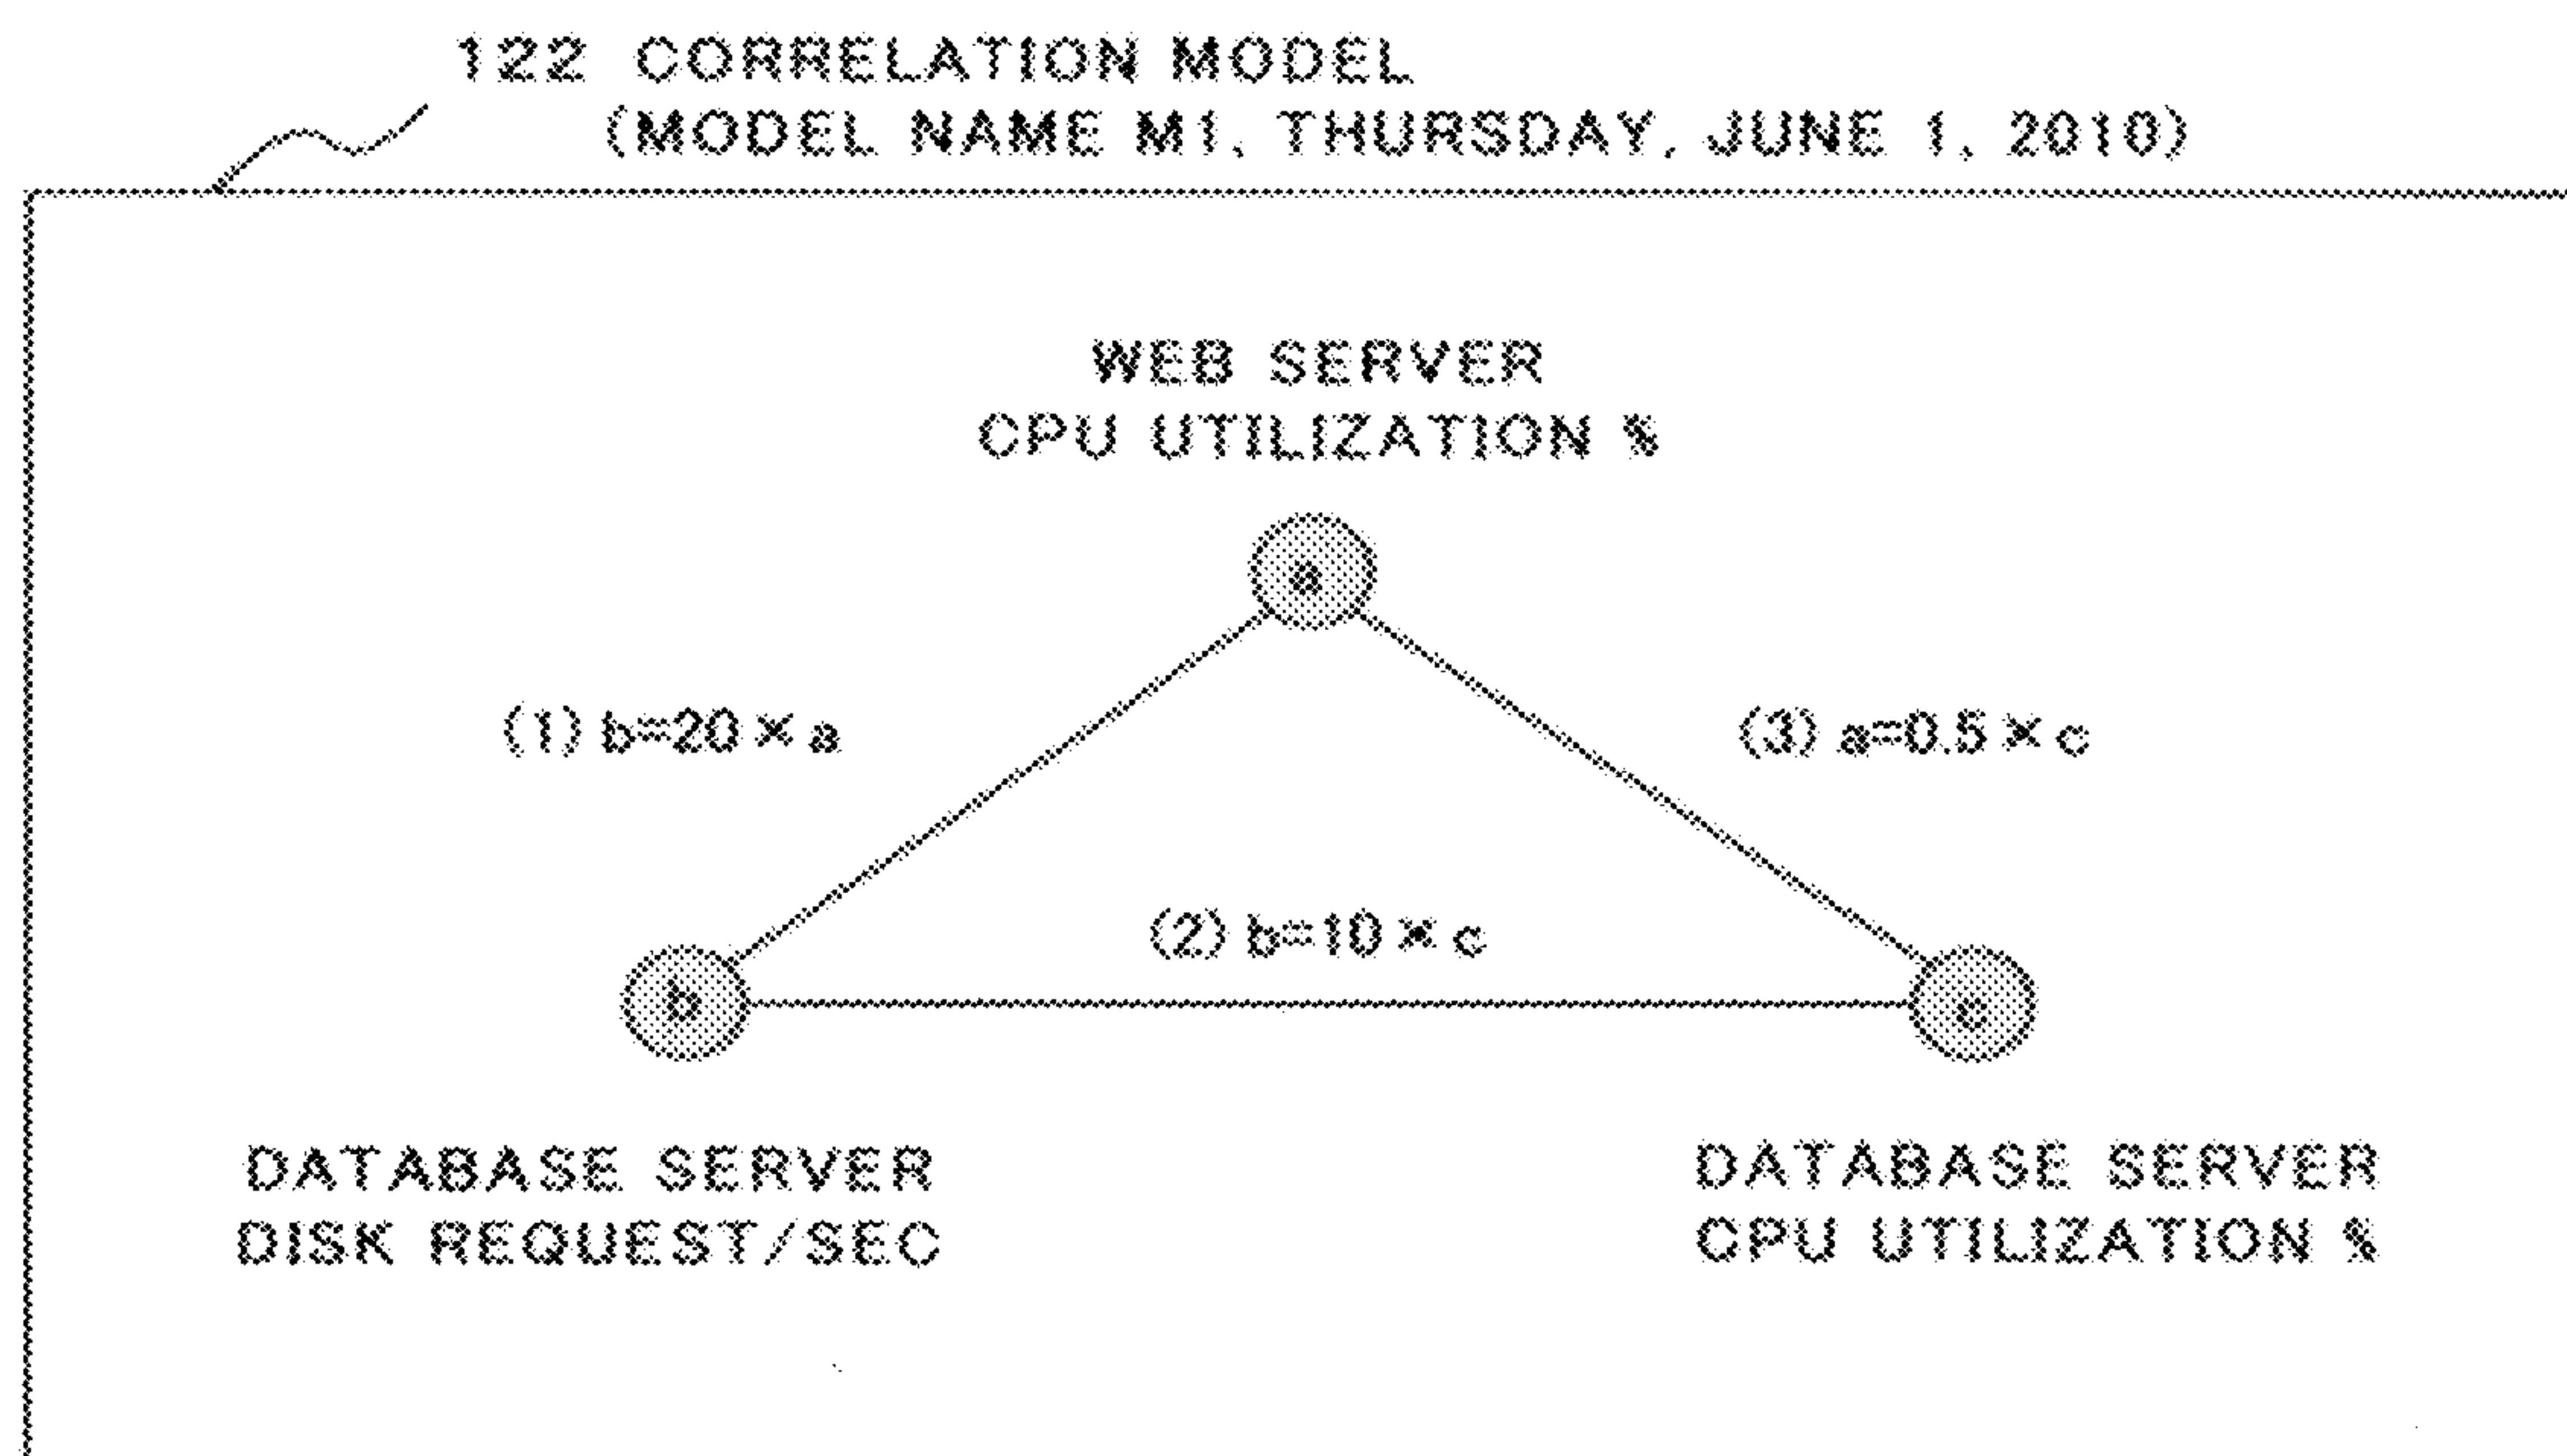 122 CORRELATION MODEL
(MODEL NAME M1, THURSDAY, JUNE 1, 2010)
WEB SERVER
CPU UTILIZATION %
a
(1) b=20×a
(3) a=0.5×c
(2) b=10×c
b
c
DATABASE SERVER
DISK REQUEST/SEC
DATABASE SERVER
CPU UTILIZATION %